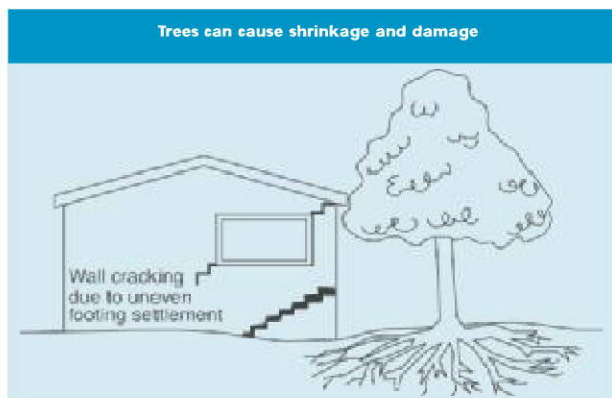 Trees can cause shrinkage and damage
Wall cracking
due to uneven
footing settlement